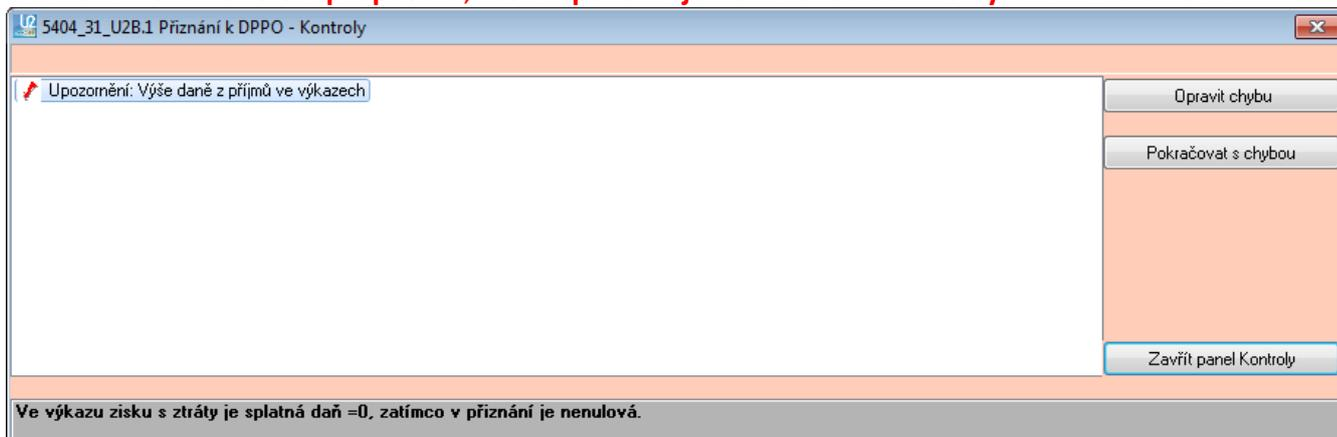 5404_31_U2B.1 Přiznání k DPPO - Kontroly
Upozornění: Výše daně z příjmů ve výkazech
Opravit chybu
Pokračovat s chybou
Zavřít panel Kontroly
Ve výkazu zisku s ztráty je splatná daň =0, zatímco v přiznání je nenulová.